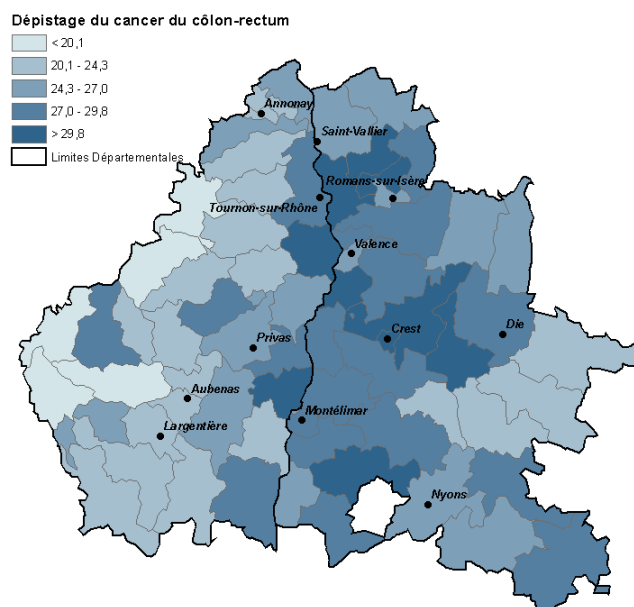 Dépistage du cancer du côlon-rectum
< 20,1
20,1 - 24,3
24,3 - 27,0
27,0 - 29,8
> 29,8
Limites Départementales
Annonay
Saint-Vallier
Romans-sur-Isère
Tournon-sur-Rhône
Valence
Crest
Die
Privas
Aubenas
Montélimar
Largentière
Nyons